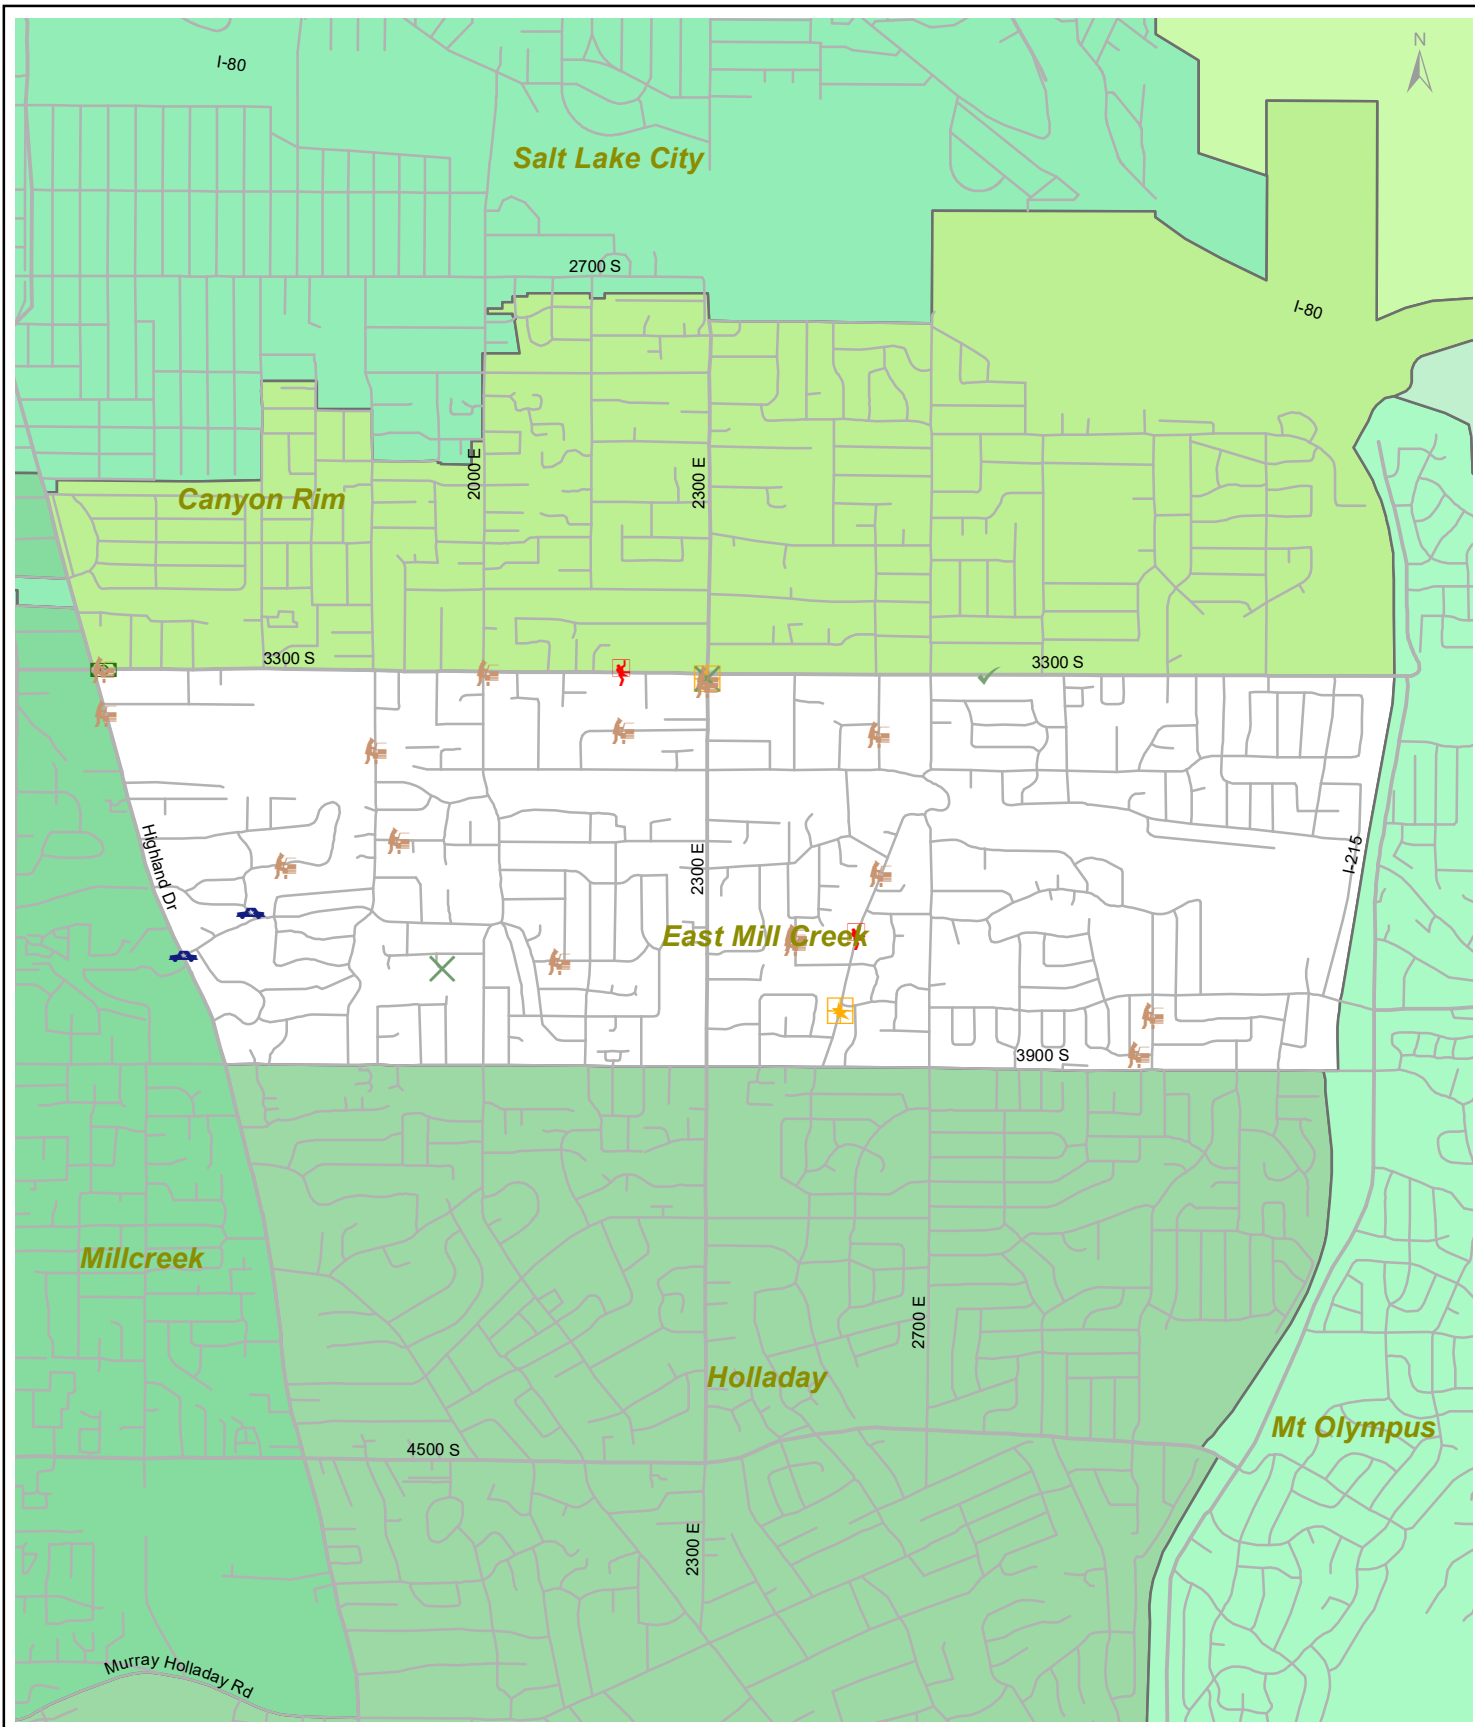 I-80
N
Salt Lake City
2700 S
I-80
2000 E
2300 E
Canyon Rim
3300 S
3300 S
Highland Dr
2300 E
I-215
East Mill Creek
3900 S
Millcreek
2700 E
Holladay
Mt Olympus
4500 S
2300 E
Murray Holladay Rd